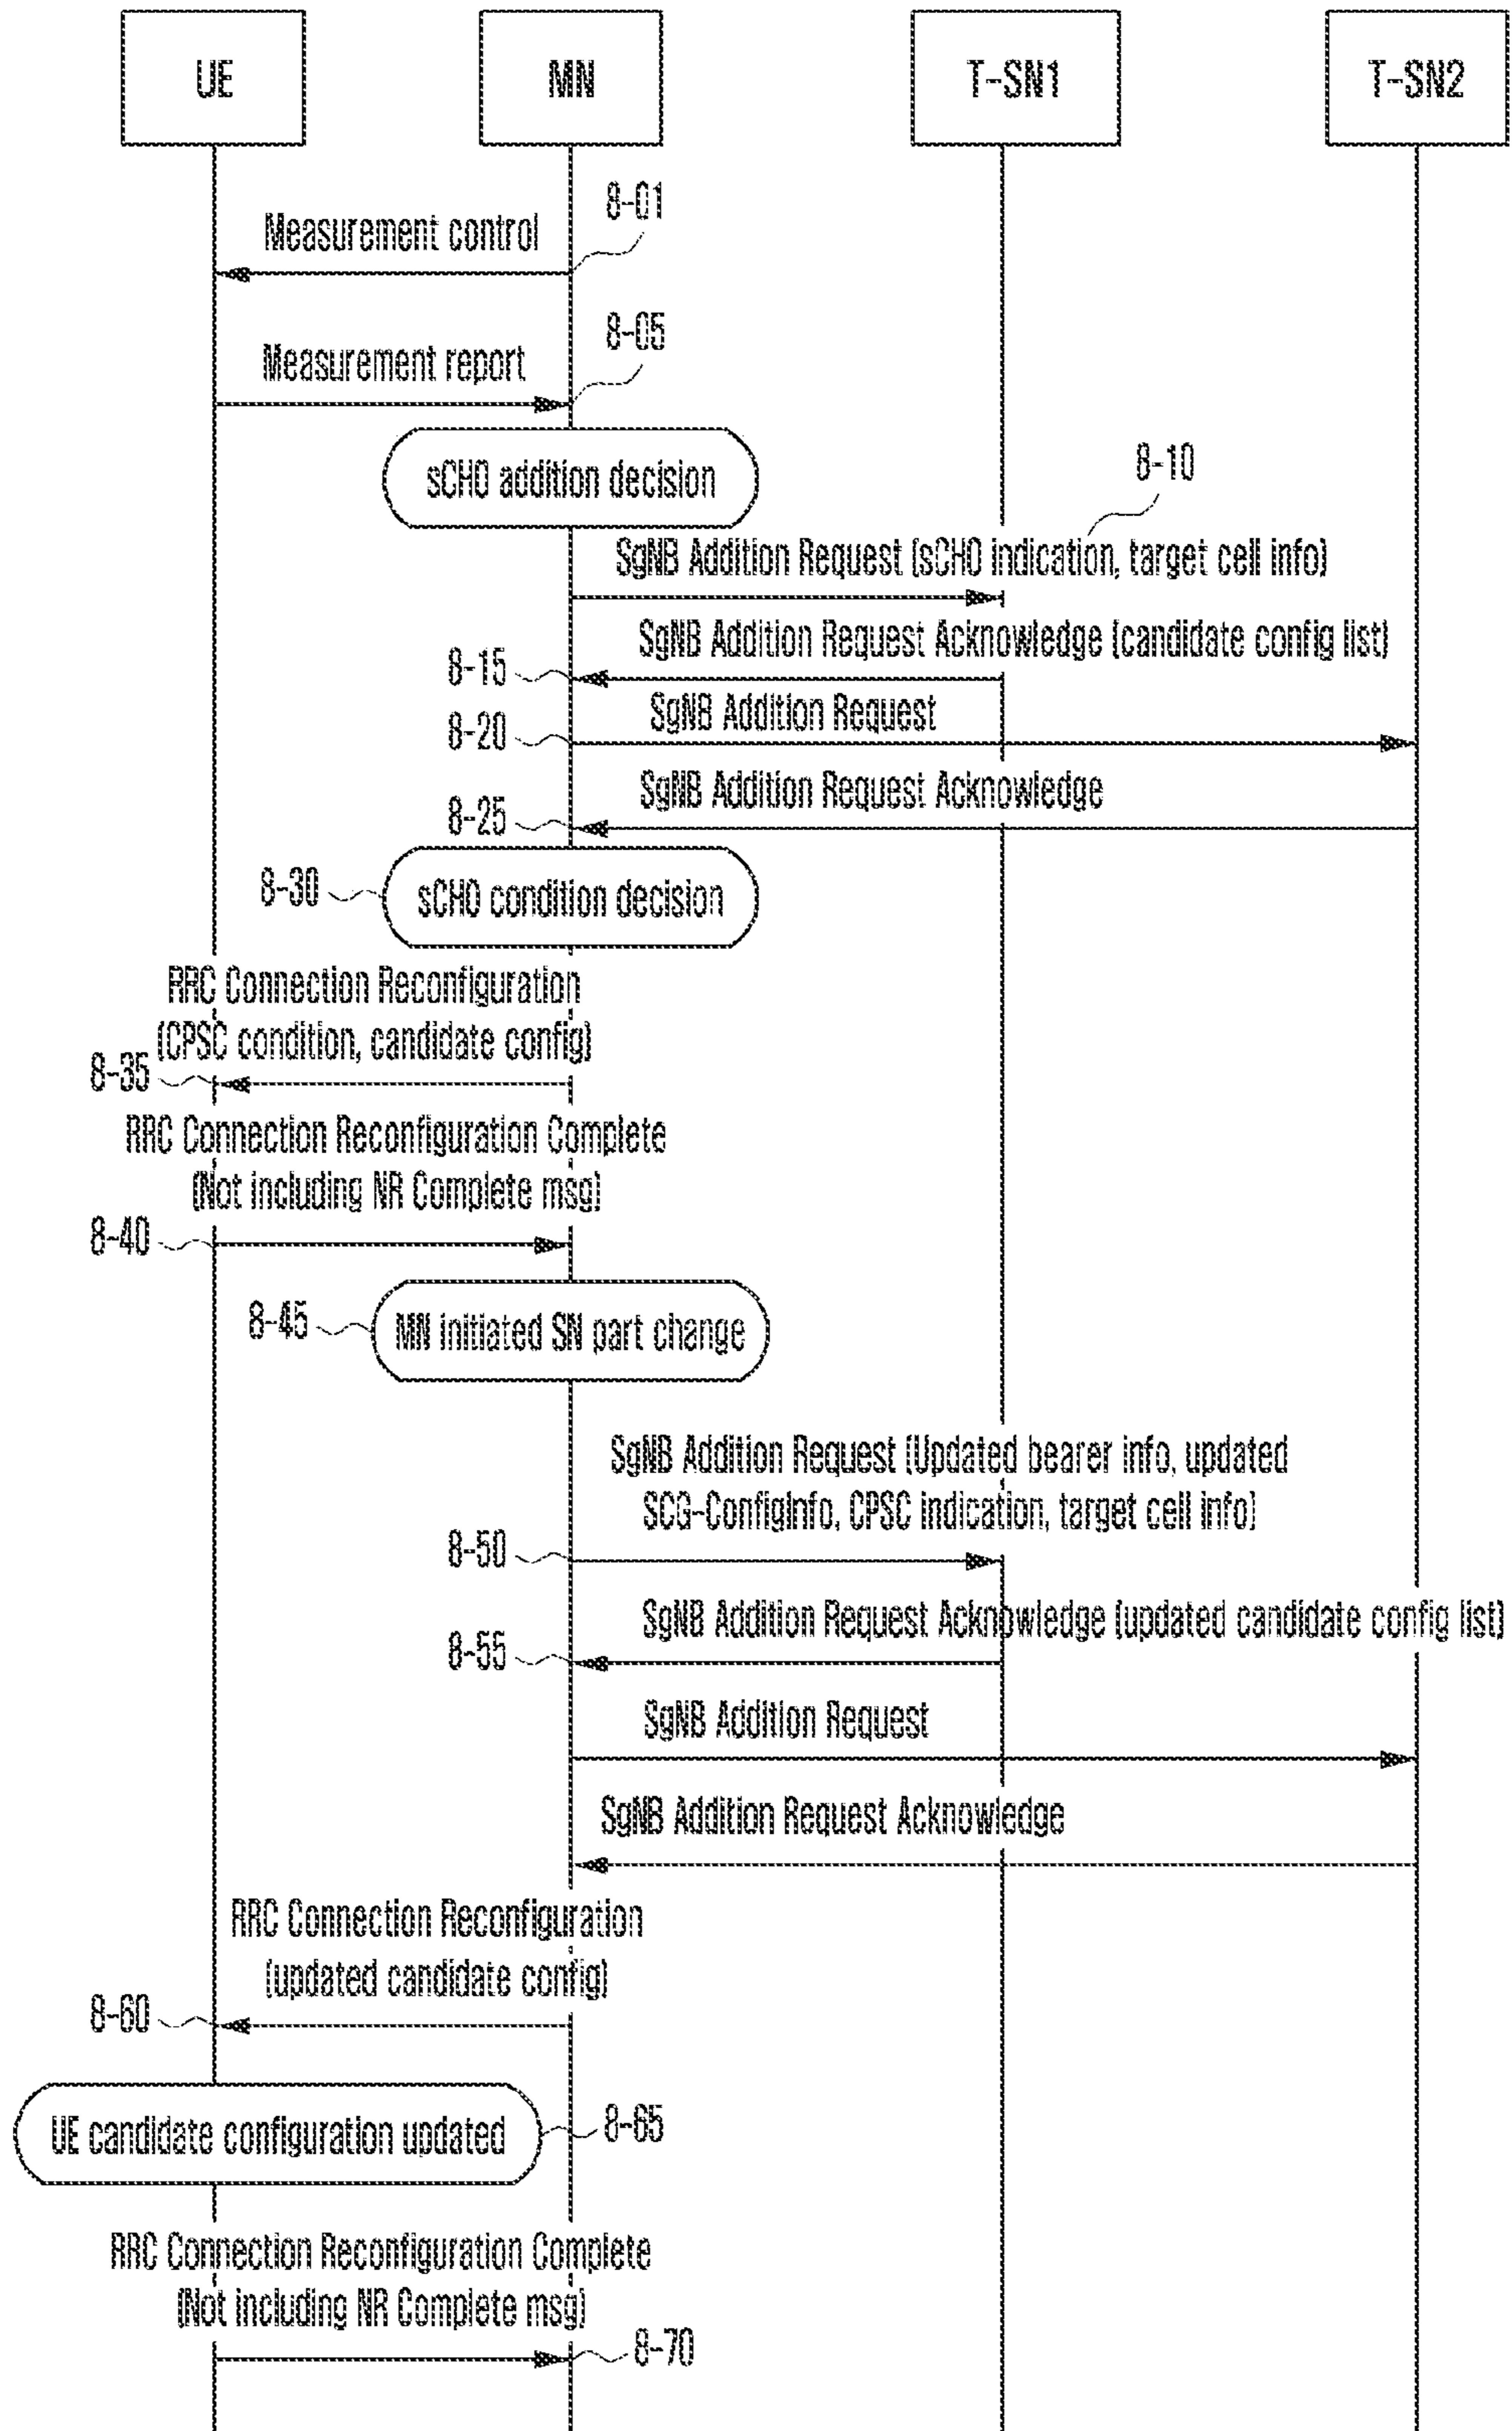 UE
MN
T-SN1
T-SN2
8-01
Measurement control
8-05
Measurement report
sCHO addition decision
8-10
SgNB Addition Request (sCHO indication, target cell info)
SgNB Addition Request Acknowledge (candidate config list)
8-15
SgNB Addition Request
8-20
SgNB Addition Request Acknowledge
8-25
8-30
sCHO condition decision
RRC Connection Reconfiguration
(CPSC condition, candidate config)
8-35
RRC Connection Reconfiguration Complete
(Not including NR Complete msg)
8-40
8-45
MN initiated SN part change
SgNB Addition Request (Updated bearer info, updated
SCG-ConfigInfo, CPSC indication, target cell info)
8-50
SgNB Addition Request Acknowledge (updated candidate config list)
8-55
SgNB Addition Request
SgNB Addition Request Acknowledge
RRC Connection Reconfiguration
(updated candidate config)
8-60
UE candidate configuration updated
8-65
RRC Connection Reconfiguration Complete
(Not including NR Complete msg)
8-70